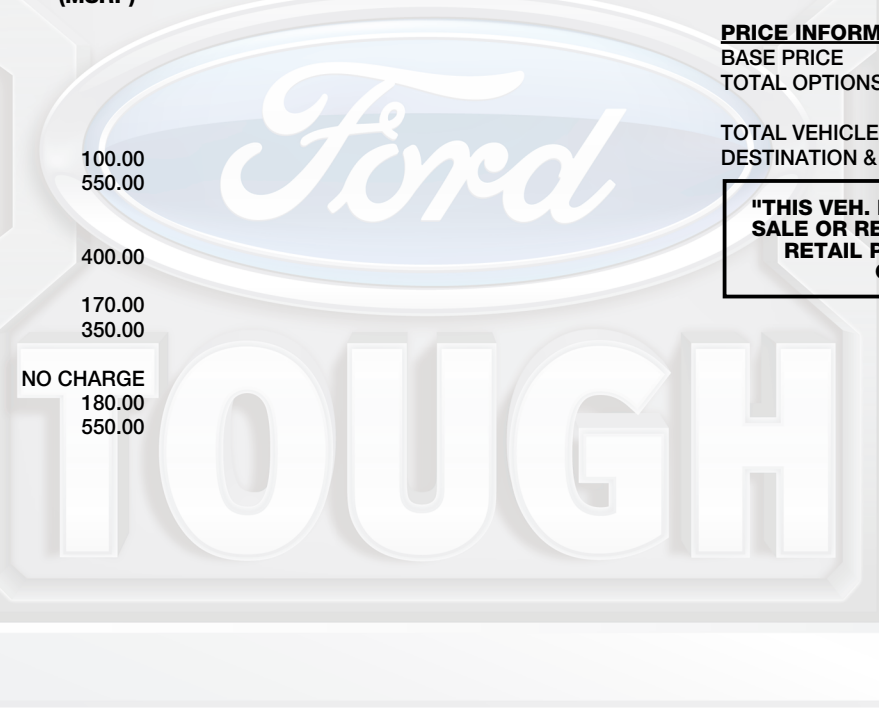 (MSRP)
100.00
550.00
400.00
170.00
350.00
NO CHARGE
180.00
550.00
PRICE INFORM
BASE PRICE
TOTAL OPTIONS
TOTAL VEHICLE
DESTINATION &
"THIS VEH.
SALE OR RE
RETAIL
Ford
TOUGH